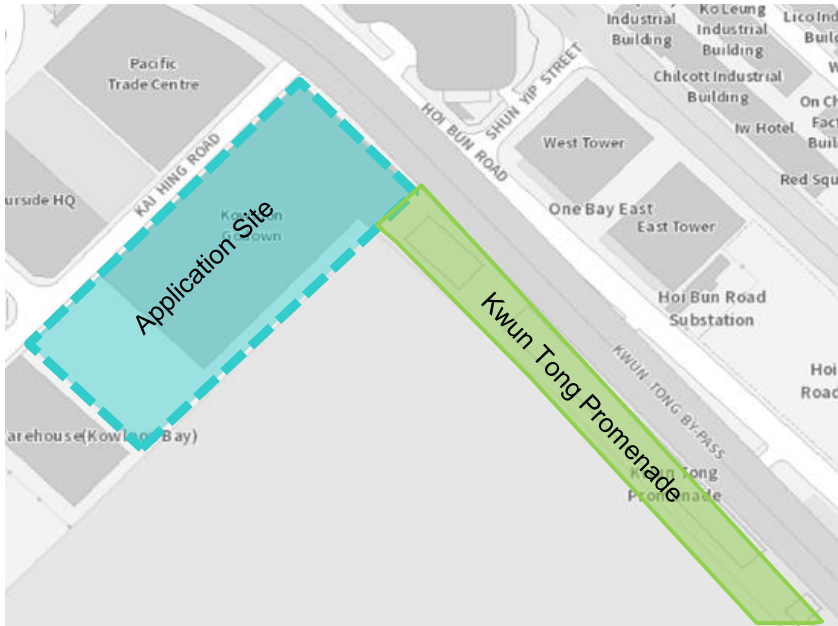 Industrial
Building
Ko Leung
Industrial
Building
Lico Ind
Build
Pacific
Trade Centre
Chilcott Industrial
Building
On Ch
Fact
Buil
HOI BUN ROAD
SHUN YIP STREET
West Tower
Iw Hotel
Red Squ
KAI HING ROAD
urside HQ
Kowloon
Godown
Application Site
One Bay East
East Tower
Kwun Tong Promenade
Hoi Bun Road
Substation
KWUN TONG BY-PASS
Hoi
Road
arehouse(Kowloon Bay)
Kwun Tong
Promenade